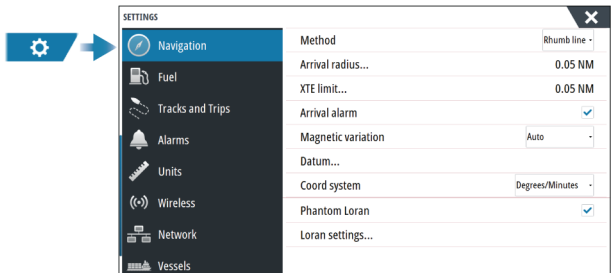 SETTINGS
Navigation
Fuel
Tracks and Trips
Alarms
Units
Wireless
Network
Vessels
Method Rhumb line
Arrival radius... 0.05 NM
XTE limit... 0.05 NM
Arrival alarm
Magnetic variation Auto
Datum...
Coord system Degrees/Minutes
Phantom Loran
Loran settings...